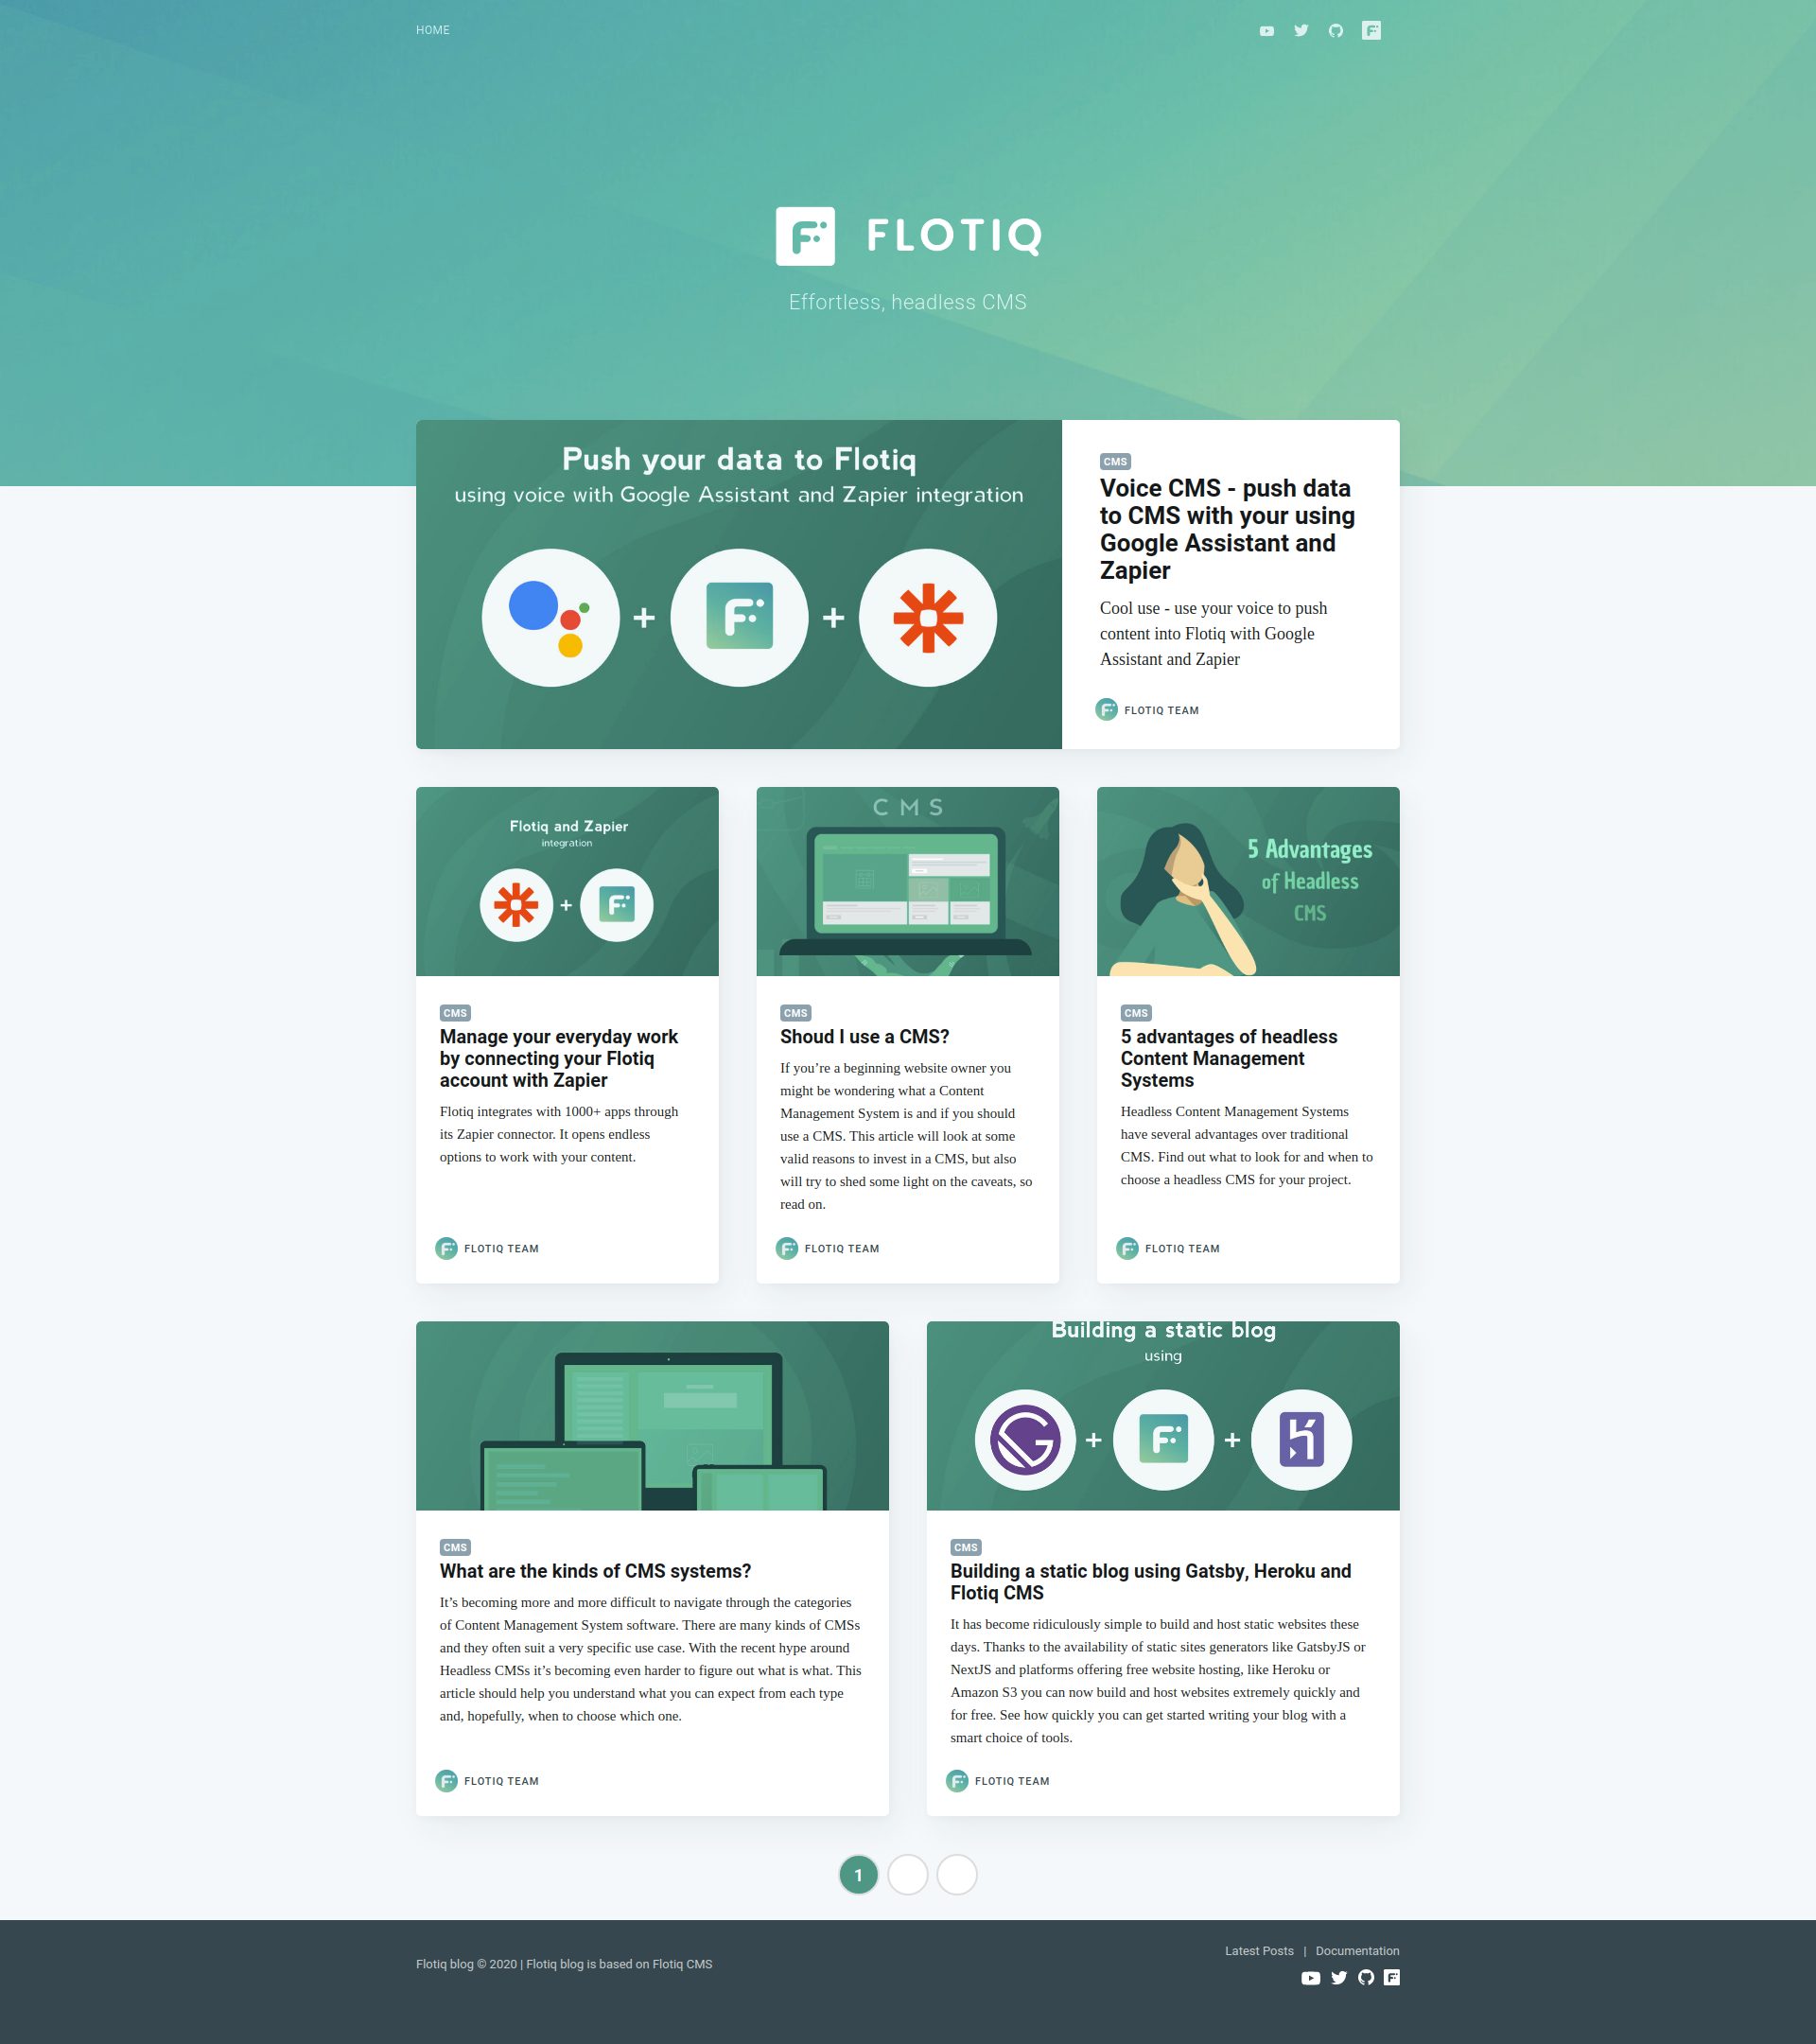 HOME
FLOTIQ
Effortless, headless CMS
Push your data to Flotiq
using voice with Google Assistant and Zapier integration
CMS
Voice CMS - push data
to CMS with your using
Google Assistant and
Zapier
Cool use - use your voice to push
content into Flotiq with Google
Assistant and Zapier
FLOTIQ TEAM
Flotiq and Zapier
integration
CMS
Manage your everyday work
by connecting your Flotiq
account with Zapier
Flotiq integrates with 1000+ apps through
its Zapier connector. It opens endless
options to work with your content.
FLOTIQ TEAM
CMS
CMS
Shoud I use a CMS?
If you’re a beginning website owner you
might be wondering what a Content
Management System is and if you should
use a CMS. This article will look at some
valid reasons to invest in a CMS, but also
will try to shed some light on the caveats, so
read on.
FLOTIQ TEAM
5 Advantages
of Headless
CMS
CMS
5 advantages of headless
Content Management
Systems
Headless Content Management Systems
have several advantages over traditional
CMS. Find out what to look for and when to
choose a headless CMS for your project.
FLOTIQ TEAM
CMS
What are the kinds of CMS systems?
It’s becoming more and more difficult to navigate through the categories
of Content Management System software. There are many kinds of CMSs
and they often suit a very specific use case. With the recent hype around
Headless CMSs it’s becoming even harder to figure out what is what. This
article should help you understand what you can expect from each type
and, hopefully, when to choose which one.
FLOTIQ TEAM
Building a static blog
using
CMS
Building a static blog using Gatsby, Heroku and
Flotiq CMS
It has become ridiculously simple to build and host static websites these
days. Thanks to the availability of static sites generators like GatsbyJS or
NextJS and platforms offering free website hosting, like Heroku or
Amazon S3 you can now build and host websites extremely quickly and
for free. See how quickly you can get started writing your blog with a
smart choice of tools.
FLOTIQ TEAM
1
Flotiq blog © 2020 | Flotiq blog is based on Flotiq CMS
Latest Posts | Documentation